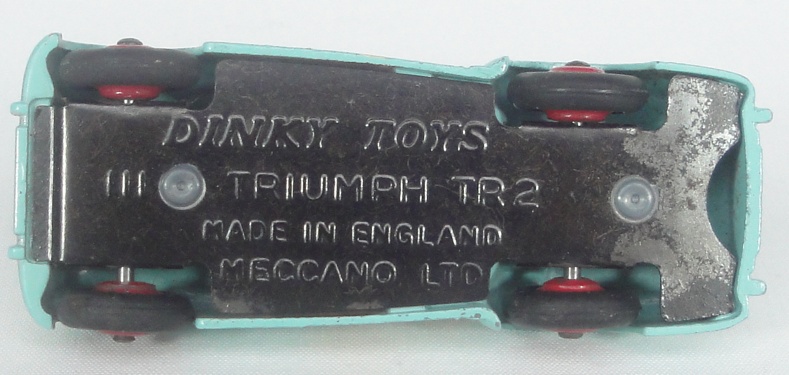 DINKY TOYS
111 TRIUMPH TR2
MADE IN ENGLAND
MECCANO LTD